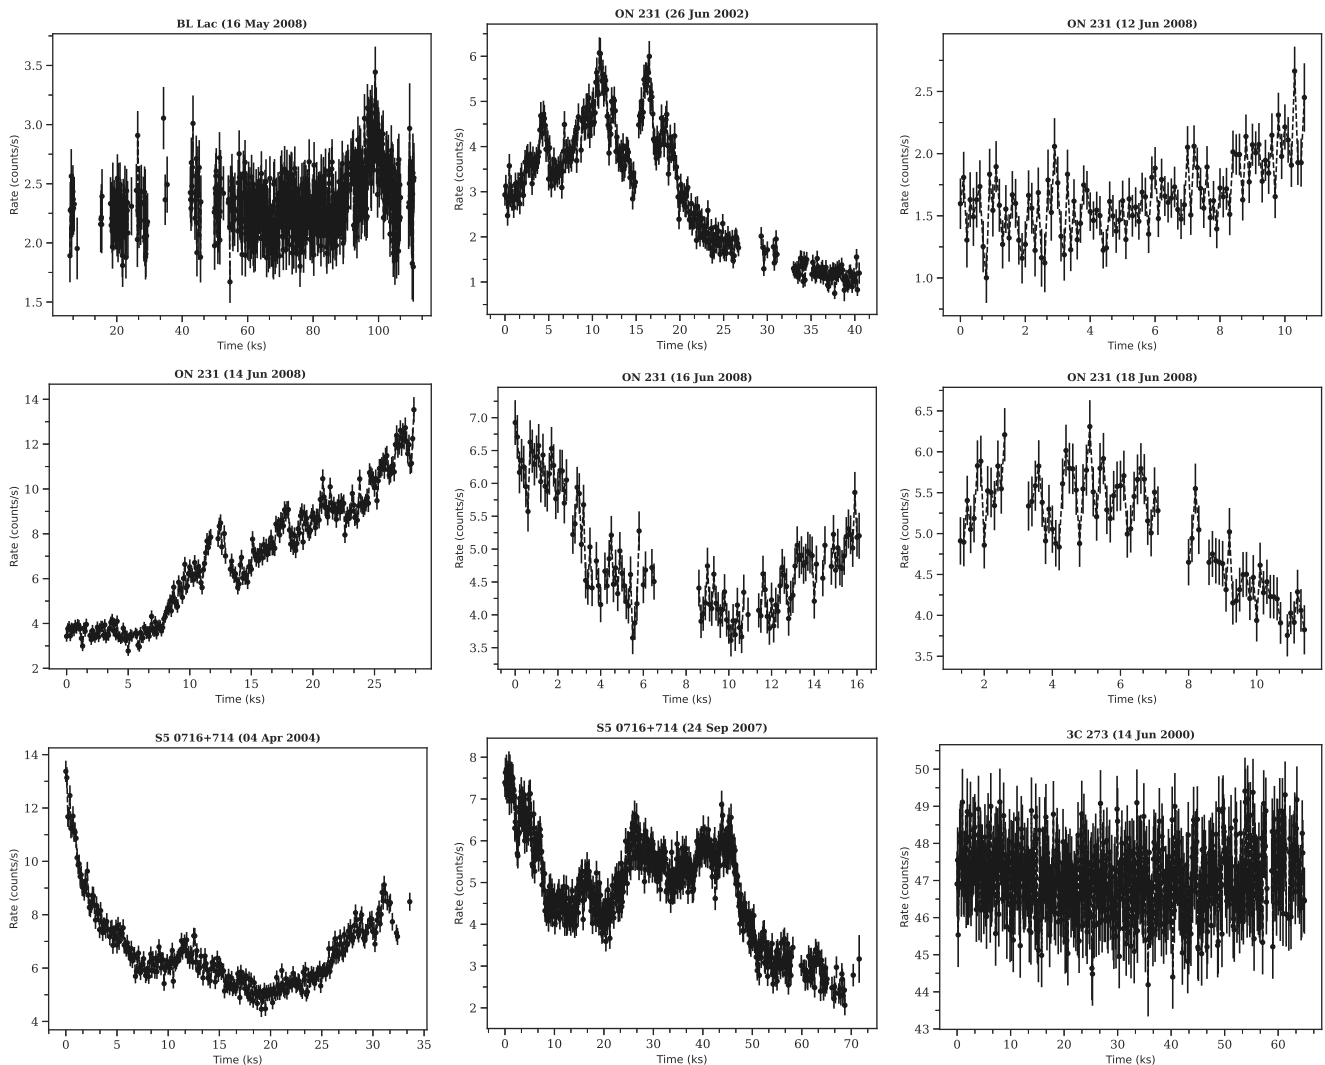 BL Lac (16 May 2008)
Rate (counts/s)
3.5
3.0
2.5
2.0
1.5
20 40 60 80 100
Time (ks)
ON 231 (26 Jun 2002)
Rate (counts/s)
6
5
4
3
2
1
0 5 10 15 20 25 30 35 40
Time (ks)
ON 231 (12 Jun 2008)
Rate (counts/s)
2.5
2.0
1.5
1.0
0 2 4 6 8 10
Time (ks)
ON 231 (14 Jun 2008)
Rate (counts/s)
14
12
10
8
6
4
2
0 5 10 15 20 25
Time (ks)
ON 231 (16 Jun 2008)
Rate (counts/s)
7.0
6.5
6.0
5.5
5.0
4.5
4.0
3.5
0 2 4 6 8 10 12 14 16
Time (ks)
ON 231 (18 Jun 2008)
Rate (counts/s)
6.5
6.0
5.5
5.0
4.5
4.0
3.5
2 4 6 8 10
Time (ks)
S5 0716+714 (04 Apr 2004)
Rate (counts/s)
14
12
10
8
6
4
0 5 10 15 20 25 30 35
Time (ks)
S5 0716+714 (24 Sep 2007)
Rate (counts/s)
8
7
6
5
4
3
2
0 10 20 30 40 50 60 70
Time (ks)
3C 273 (14 Jun 2000)
Rate (counts/s)
50
49
48
47
46
45
44
43
0 10 20 30 40 50 60
Time (ks)